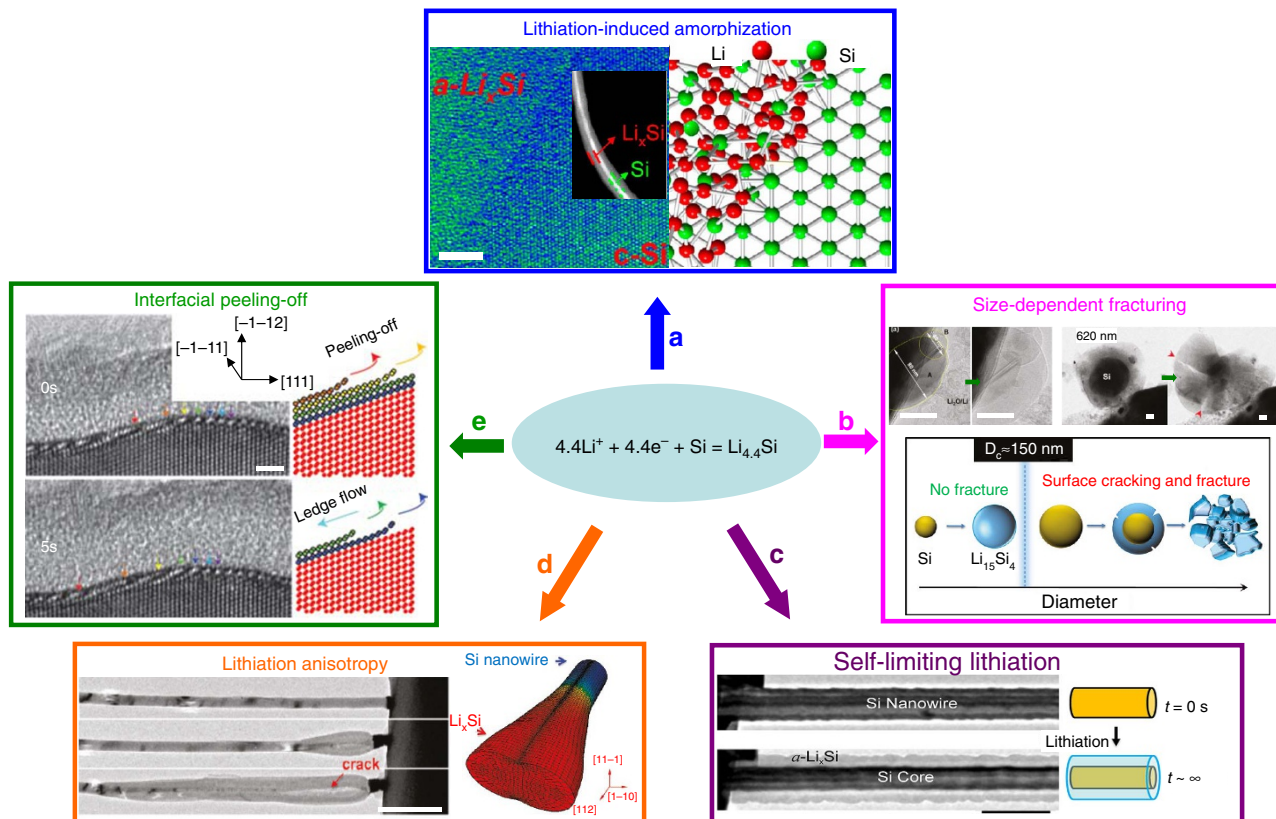 Lithiation-induced amorphization
Li
Si
a-LiₓSi
LiₓSi
Si
c-Si
a
Interfacial peeling-off
[−1−12]
[−1−11]
[111]
0s
Peeling-off
5s
Ledge flow
e
4.4Li⁺ + 4.4e⁻ + Si = Li₄.₄Si
b
Size-dependent fracturing
B
A
Li₂O/Li
620 nm
Si
D꜀≈150 nm
No fracture
Surface cracking and fracture
Si
Li₁₅Si₄
Diameter
d
c
Lithiation anisotropy
Si nanowire
LiₓSi
crack
[11−1]
[1−10]
[112]
Self-limiting lithiation
Si Nanowire
t = 0 s
Lithiation
a-LiₓSi
Si Core
t ~ ∞